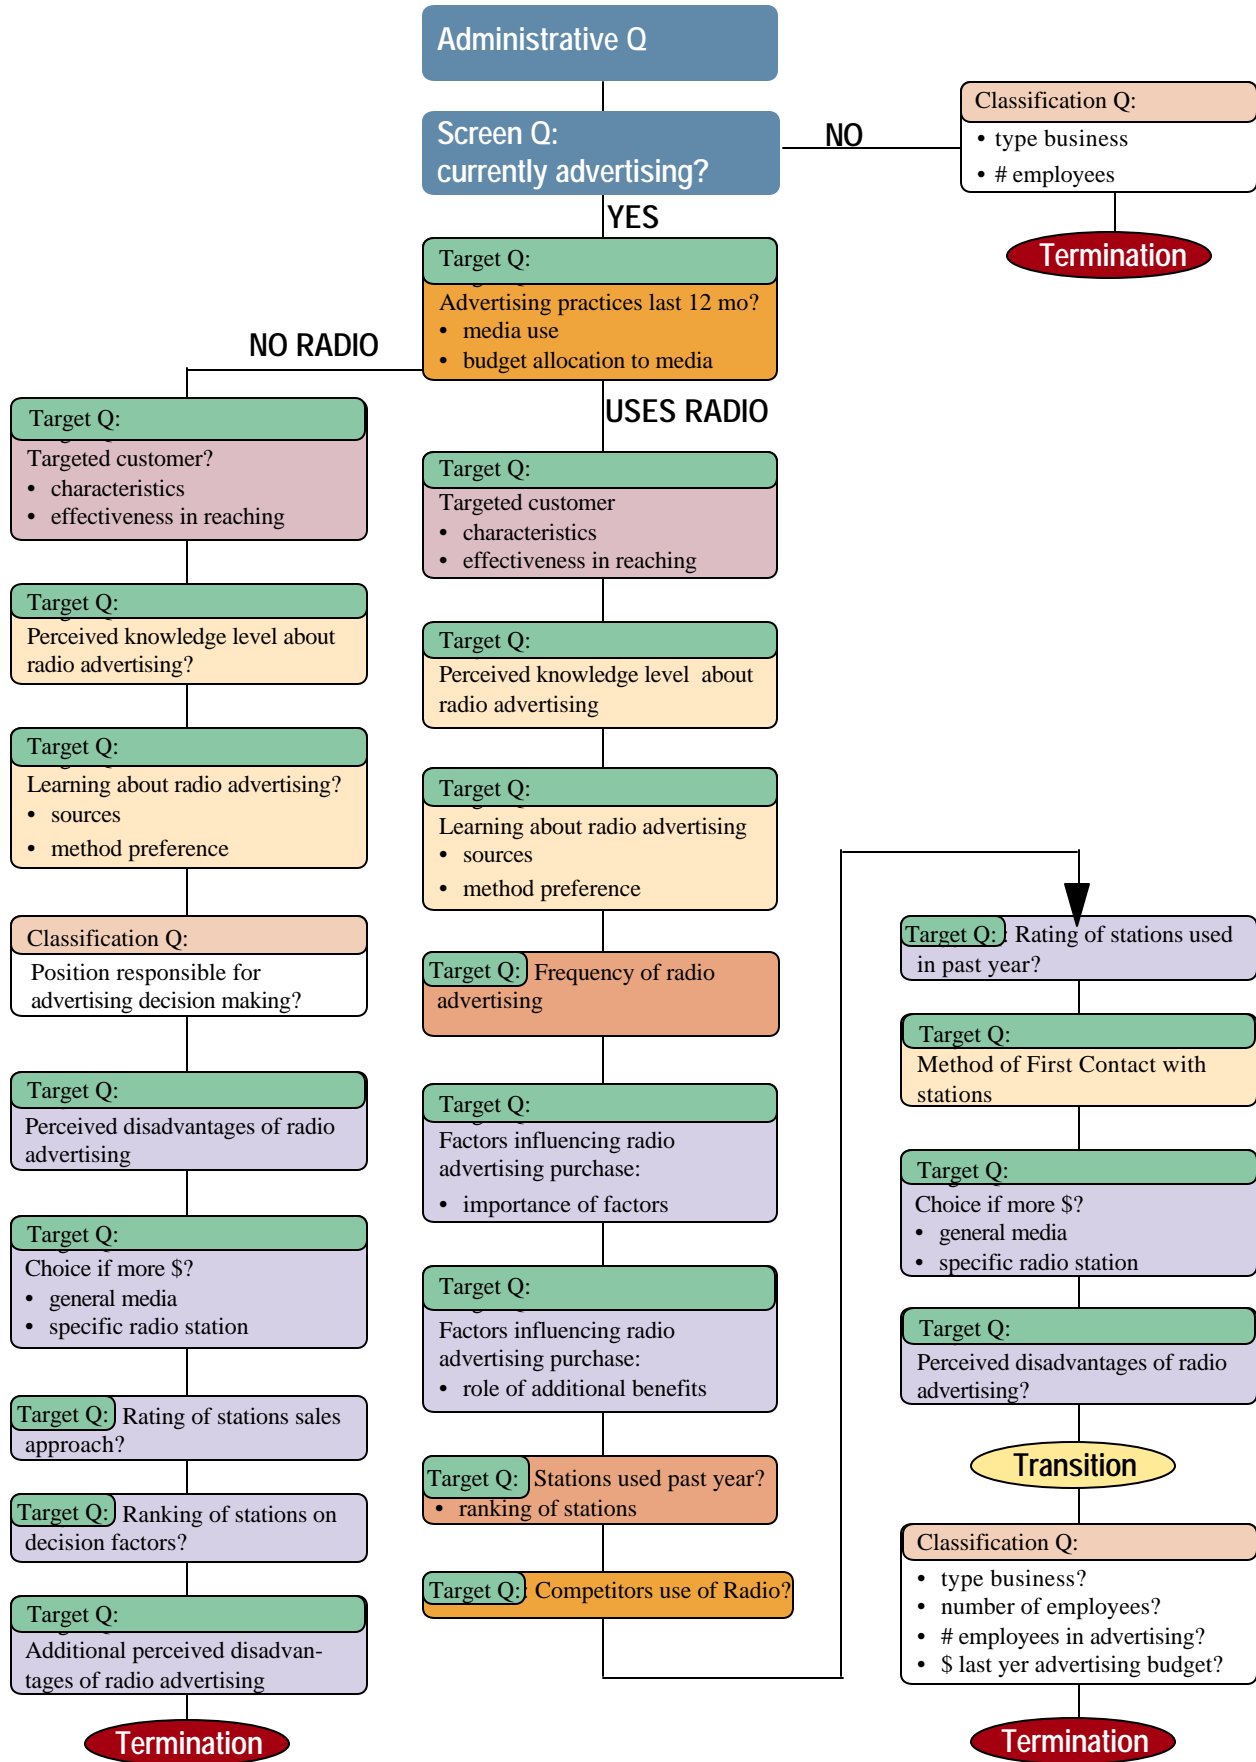 Administrative Q
Screen Q:
currently advertising?
NO
Classification Q:
• type business
• # employees
Termination
YES
Target Q:
Advertising practices last 12 mo?
• media use
• budget allocation to media
NO RADIO
USES RADIO
Target Q:
Targeted customer?
• characteristics
• effectiveness in reaching
Target Q:
Perceived knowledge level about
radio advertising?
Target Q:
Learning about radio advertising?
• sources
• method preference
Classification Q:
Position responsible for
advertising decision making?
Target Q:
Perceived disadvantages of radio
advertising
Target Q:
Choice if more $?
• general media
• specific radio station
Target Q: Rating of stations sales
approach?
Target Q: Ranking of stations on
decision factors?
Target Q:
Additional perceived disadvan-
tages of radio advertising
Termination
Target Q:
Targeted customer
• characteristics
• effectiveness in reaching
Target Q:
Perceived knowledge level about
radio advertising
Target Q:
Learning about radio advertising
• sources
• method preference
Target Q: Frequency of radio
advertising
Target Q:
Factors influencing radio
advertising purchase:
• importance of factors
Target Q:
Factors influencing radio
advertising purchase:
• role of additional benefits
Target Q: Stations used past year?
• ranking of stations
Target Q:: Competitors use of Radio?
Target Q: : Rating of stations used
in past year?
Target Q:
Method of First Contact with
stations
Target Q:
Choice if more $?
• general media
• specific radio station
Target Q:
Perceived disadvantages of radio
advertising?
Transition
Classification Q:
• type business?
• number of employees?
• # employees in advertising?
• $ last yer advertising budget?
Termination